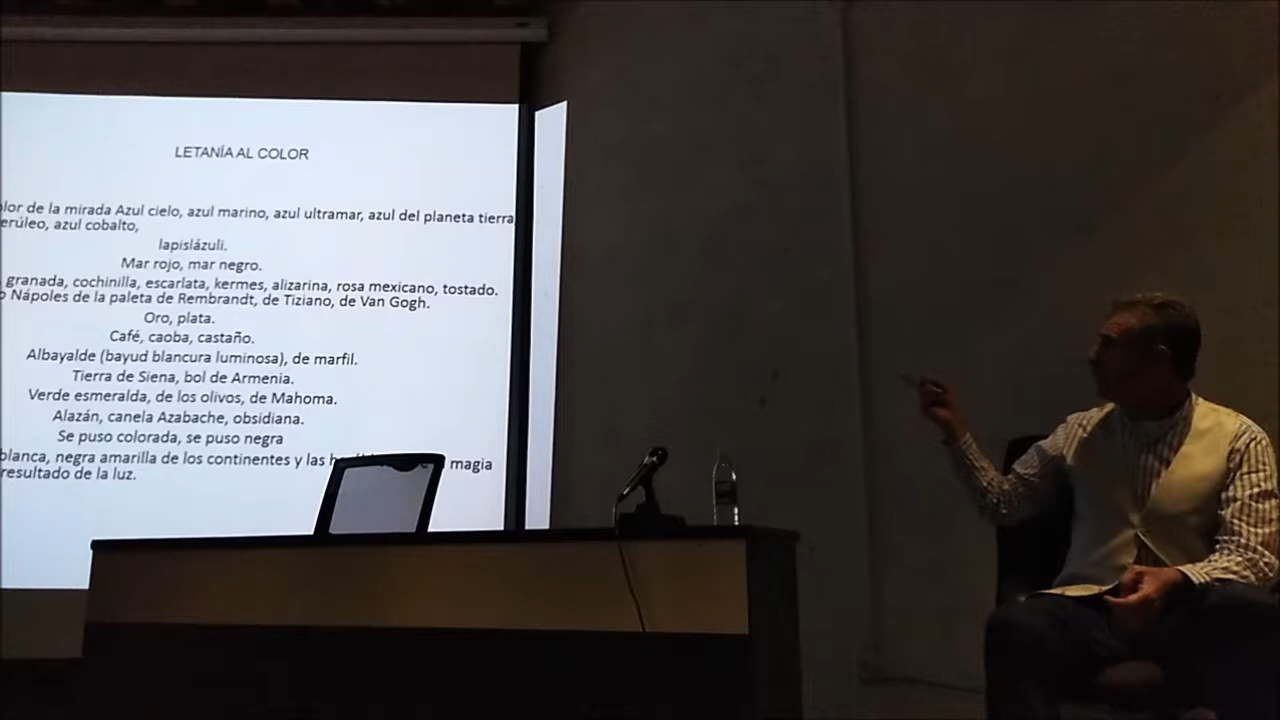 LETANÍA AL COLOR
de la mirada Azul cielo, azul marino, azul ultramar, azul del planeta tierra
azul cobalto,
lapislázuli.
Mar rojo, mar negro.
granada, cochinilla, escarlata, kermes, alizarina, rosa mexicano, tostado.
Nápoles de la paleta de Rembrandt, de Tiziano, de Van Gogh.
Oro, plata.
Café, caoba, castaño.
Albayalde (bayud blancura luminosa), de marfil.
Tierra de Siena, bol de Armenia.
Verde esmeralda, de los olivos, de Mahoma.
Alazán, canela Azabache, obsidiana.
Se puso colorada, se puso negra
blanca, negra amarilla de los continentes y las magia
resultado de la luz.